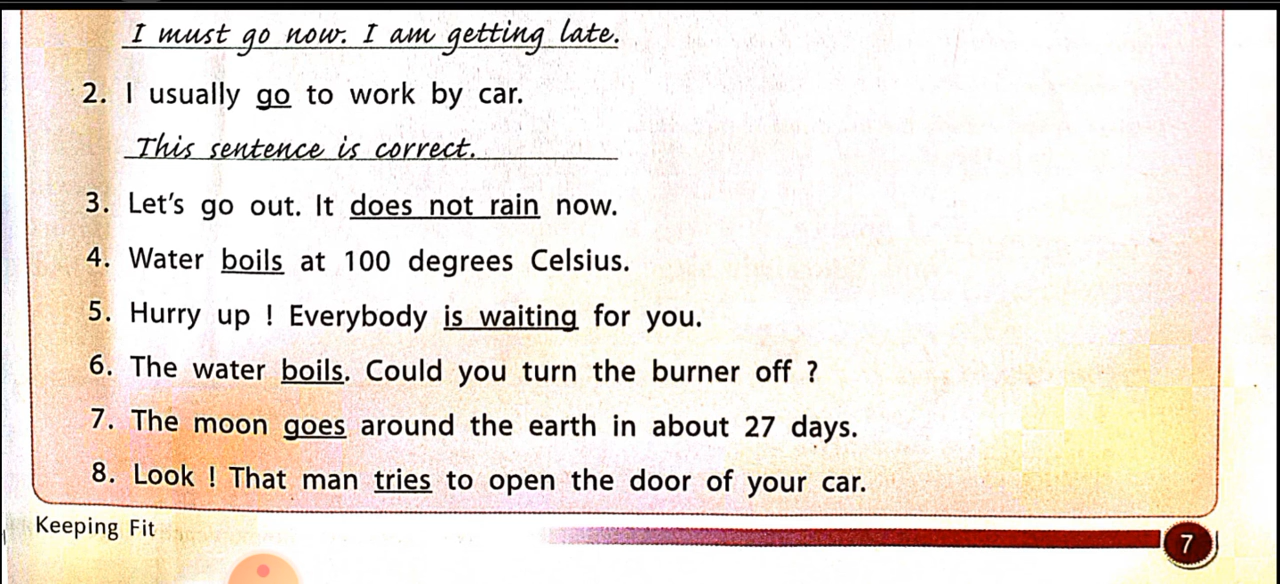 I must go now. I am getting late.
2. I usually go to work by car.
This sentence is correct.
3. Let's go out. It does not rain now.
4. Water boils at 100 degrees Celsius.
5. Hurry up ! Everybody is waiting for you.
6. The water boils. Could you turn the burner off ?
7. The moon goes around the earth in about 27 days.
8. Look ! That man tries to open the door of your car.
Keeping Fit
7